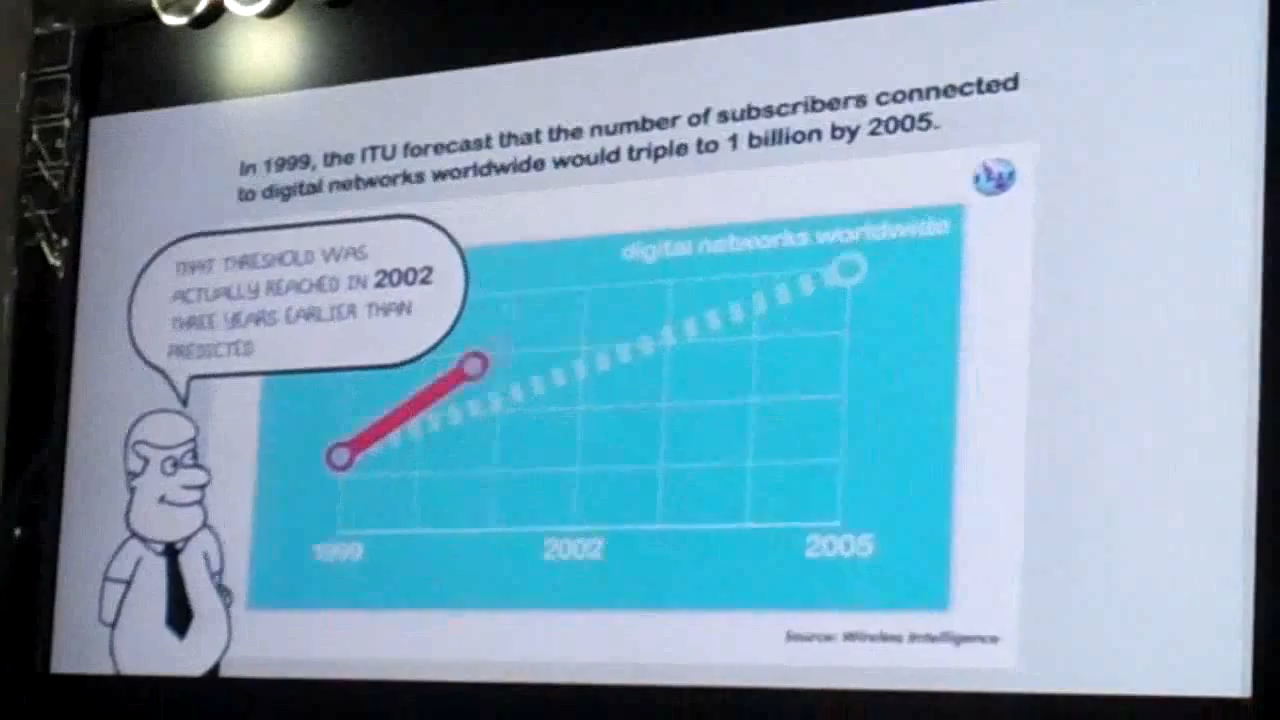 In 1999, the ITU forecast that the number of subscribers connected
to digital networks worldwide would triple to 1 billion by 2005.
digital networks worldwide
THAT THRESHOLD WAS
ACTUALLY REACHED IN 2002
THREE YEARS EARLIER THAN
PREDICTED
1999 2002 2005
Source: Wireless Intelligence